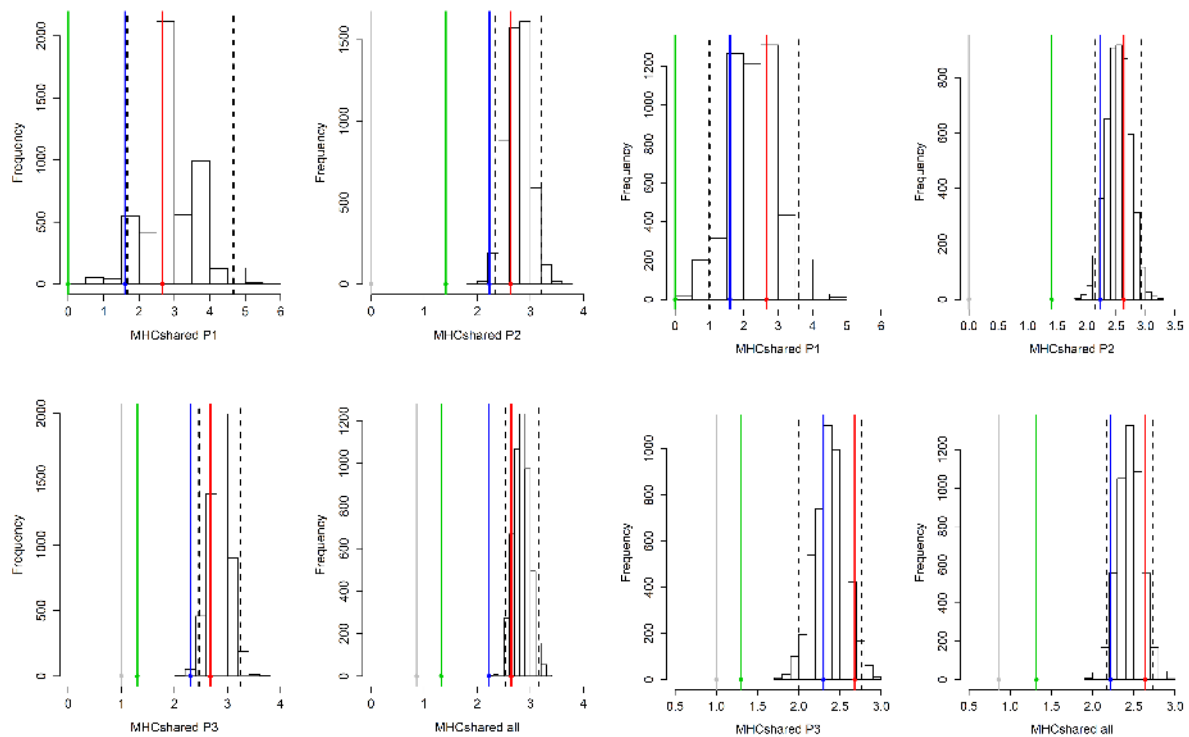 Frequency
0 500 1000 1500 2000
0 1 2 3 4 5 6
MHCshared P1
Frequency
0 500 1000 1500
0 1 2 3 4
MHCshared P2
Frequency
0 200 400 600 800 1000 1200
0 1 2 3 4 5 6
MHCshared P1
Frequency
0 200 400 600 800
0.0 0.5 1.0 1.5 2.0 2.5 3.0 3.5
MHCshared P2
Frequency
0 500 1000 1500 2000
0 1 2 3 4
MHCshared P3
Frequency
0 200 400 600 800 1000 1200
0 1 2 3 4
MHCshared all
Frequency
0 200 400 600 800 1000
0.5 1.0 1.5 2.0 2.5 3.0
MHCshared P3
Frequency
0 200 400 600 800 1000 1200
0.5 1.0 1.5 2.0 2.5 3.0
MHCshared all